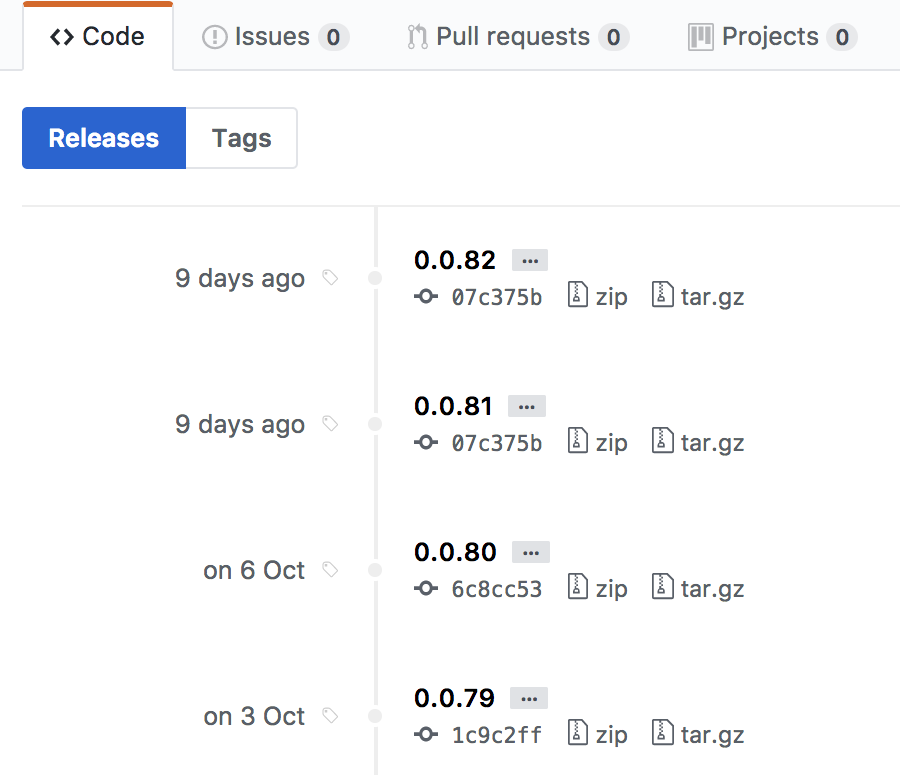 Code Issues 0 Pull requests 0 Projects 0
Releases Tags
9 days ago 0.0.82 ...
07c375b zip tar.gz
9 days ago 0.0.81 ...
07c375b zip tar.gz
on 6 Oct 0.0.80 ...
6c8cc53 zip tar.gz
on 3 Oct 0.0.79 ...
1c9c2ff zip tar.gz